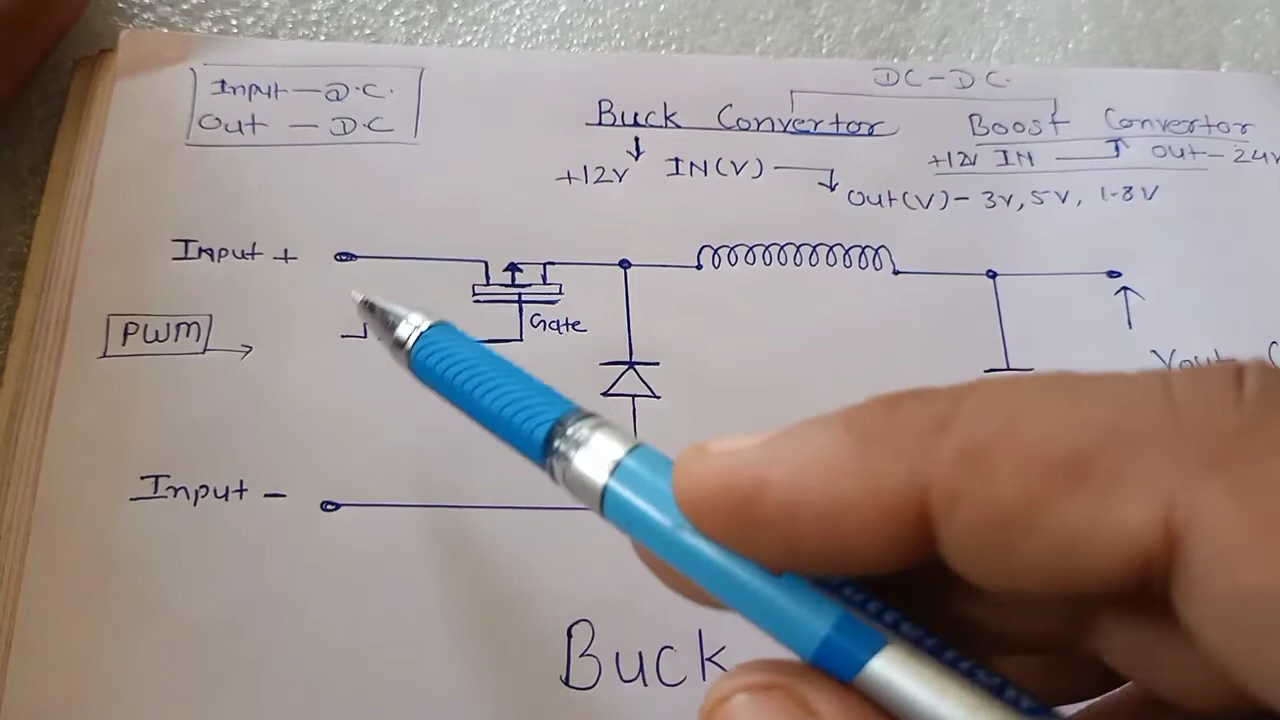 Input — D.C.
Out — D.C
DC-DC.
Buck Convertor
Boost Convertor
+12V IN Out - 24V
+12V IN(V)
Out(V) - 3V, 5V, 1.8V
Input +
Gate
PWM
Vout
Input -
Buck